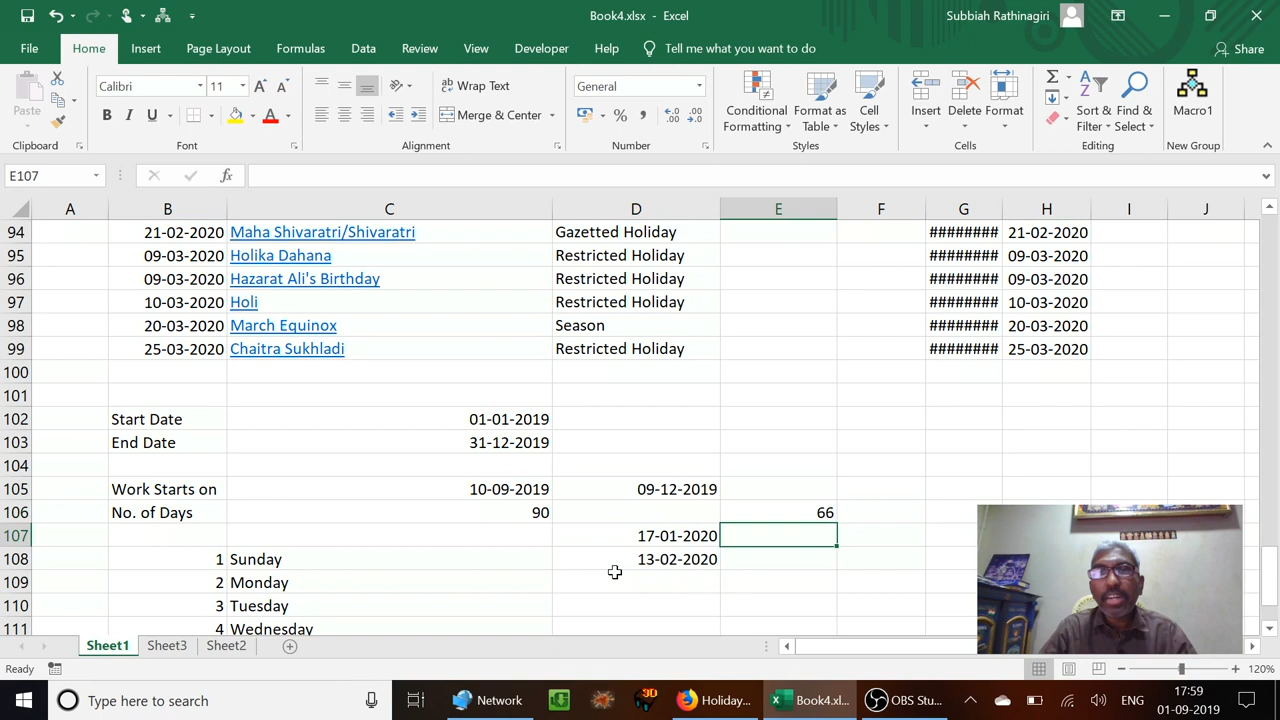 Book4.xlsx - Excel
Subbiah Rathinagiri
File Home Insert Page Layout Formulas Data Review View Developer Help Tell me what you want to do Share
Paste
Calibri 11
Wrap Text
General
Conditional Formatting
Format as Table
Cell Styles
Insert
Delete
Format
Sort & Filter
Find & Select
Macro1
B I U
Merge & Center
Clipboard Font Alignment Number Styles Cells Editing New Group
E107 fx
A B C D E F G H I J
94 21-02-2020 Maha Shivaratri/Shivaratri Gazetted Holiday ######## 21-02-2020
95 09-03-2020 Holika Dahana Restricted Holiday ######## 09-03-2020
96 09-03-2020 Hazarat Ali's Birthday Restricted Holiday ######## 09-03-2020
97 10-03-2020 Holi Restricted Holiday ######## 10-03-2020
98 20-03-2020 March Equinox Season ######## 20-03-2020
99 25-03-2020 Chaitra Sukhladi Restricted Holiday ######## 25-03-2020
100
101
102 Start Date 01-01-2019
103 End Date 31-12-2019
104
105 Work Starts on 10-09-2019 09-12-2019
106 No. of Days 90 66
107 17-01-2020
108 1 Sunday 13-02-2020
109 2 Monday
110 3 Tuesday
111 4 Wednesday
Sheet1 Sheet3 Sheet2
Ready 120%
Type here to search
Network
Holiday...
Book4.xl...
OBS Stu...
ENG
17:59
01-09-2019